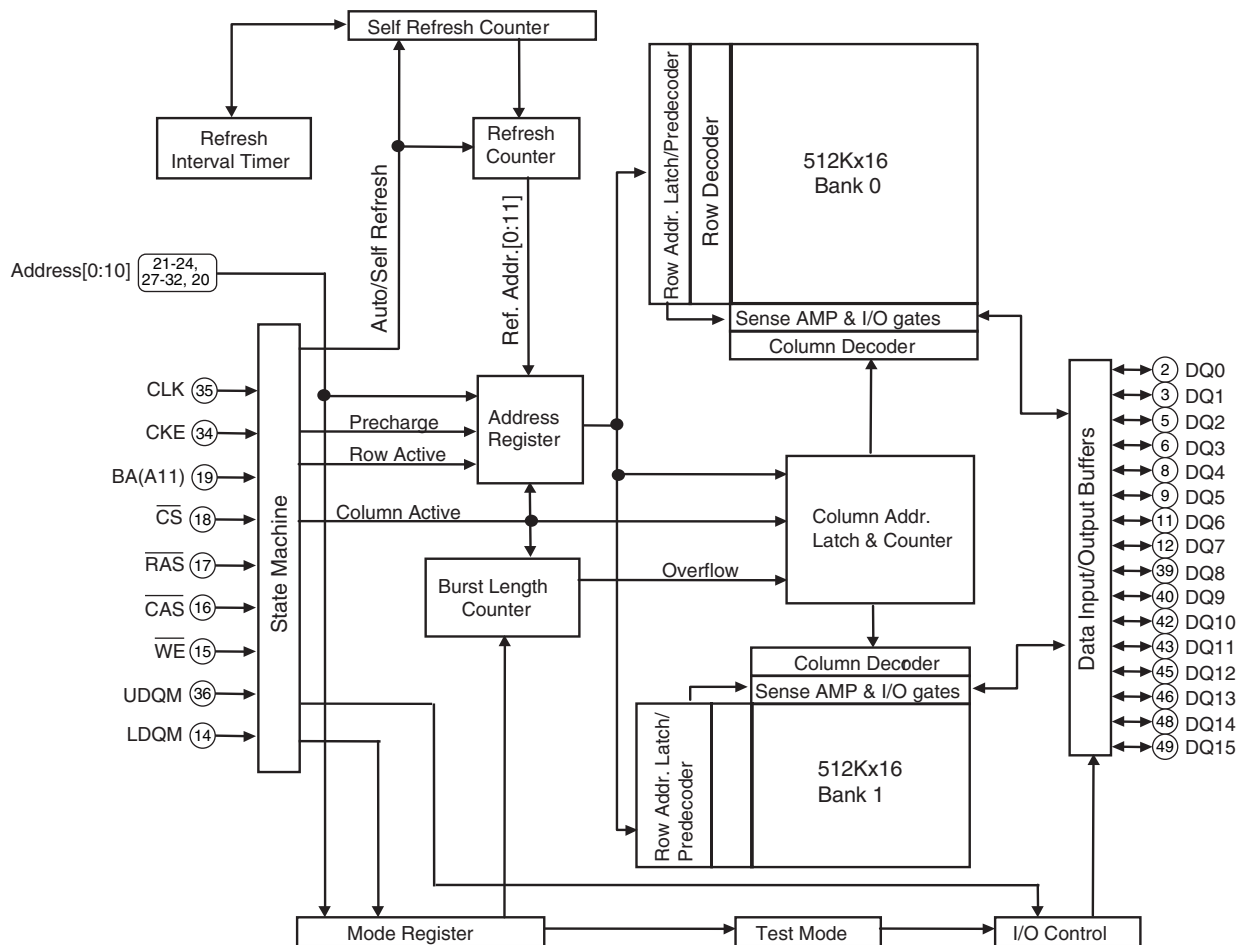 Self Refresh Counter
Refresh
Interval Timer
Refresh
Counter
Auto/Self Refresh
Ref. Addr.[0:11]
Row Addr. Latch/Predecoder
Row Decoder
512Kx16
Bank 0
Sense AMP & I/O gates
Column Decoder
Address[0:10]
21-24,
27-32, 20
CLK 35
CKE 34
BA(A11) 19
CS 18
RAS 17
CAS 16
WE 15
UDQM 36
LDQM 14
State Machine
Precharge
Row Active
Column Active
Address
Register
Burst Length
Counter
Overflow
Column Addr.
Latch & Counter
Column Decoder
Sense AMP & I/O gates
Row Addr. Latch/
Predecoder
512Kx16
Bank 1
Data Input/Output Buffers
2 DQ0
3 DQ1
5 DQ2
6 DQ3
8 DQ4
9 DQ5
11 DQ6
12 DQ7
39 DQ8
40 DQ9
42 DQ10
43 DQ11
45 DQ12
46 DQ13
48 DQ14
49 DQ15
Mode Register
Test Mode
I/O Control